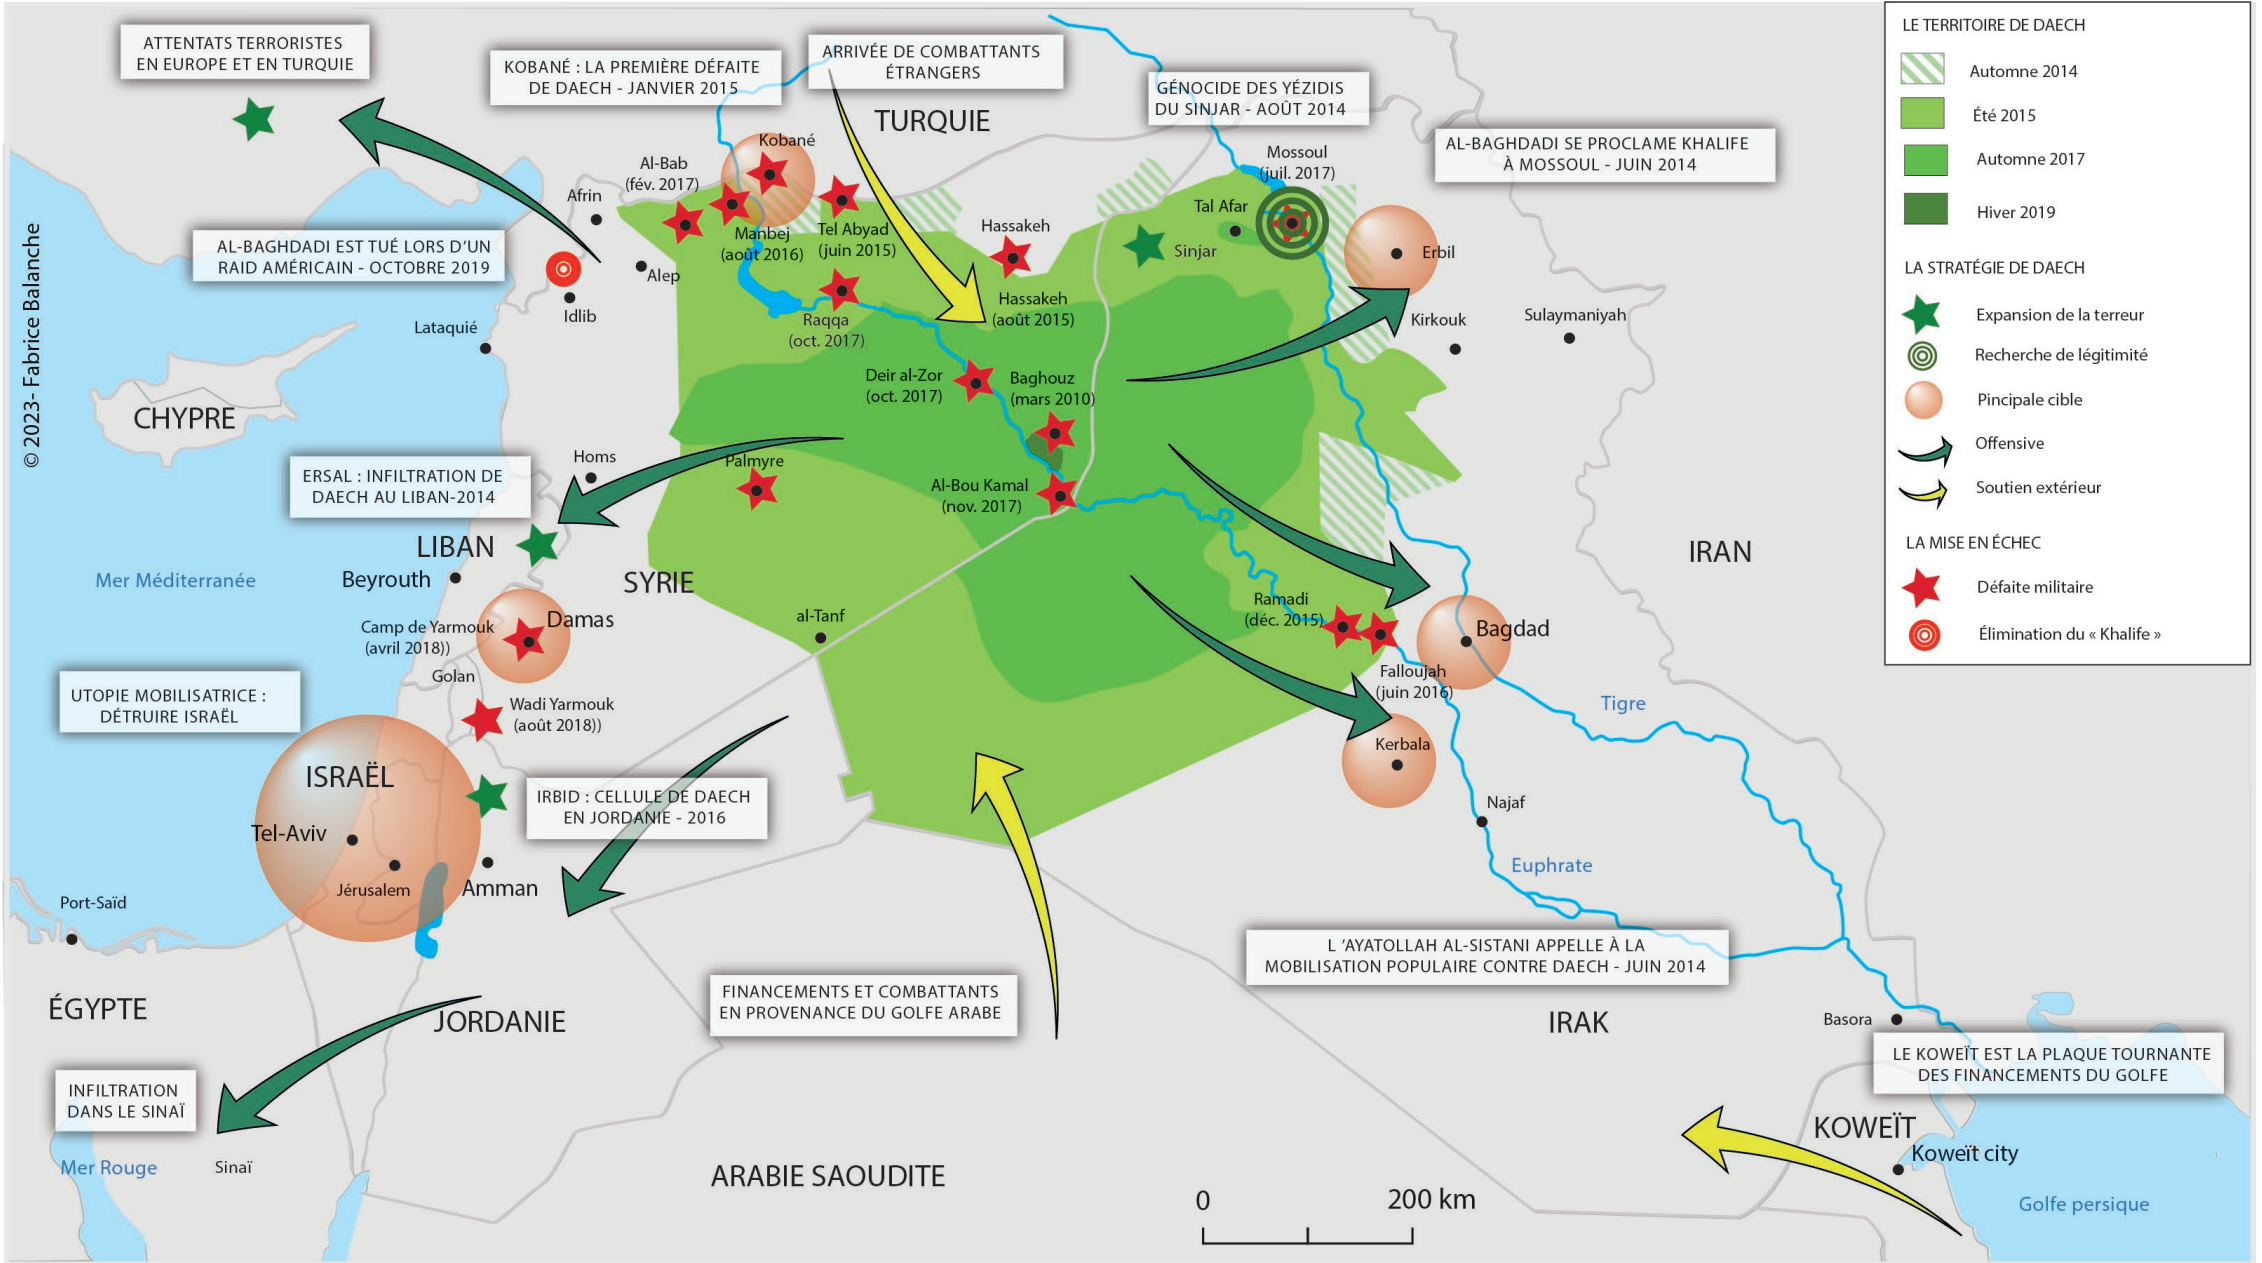 ATTENTATS TERRORISTES
EN EUROPE ET EN TURQUIE
KOBANÉ : LA PREMIÈRE DÉFAITE
DE DAECH - JANVIER 2015
ARRIVÉE DE COMBATTANTS
ÉTRANGERS
TURQUIE
GÉNOCIDE DES YÉZIDIS
DU SINJAR - AOÛT 2014
AL-BAGHDADI SE PROCLAME KHALIFE
À MOSSOUL - JUIN 2014
Kobané
Al-Bab
(fév. 2017)
Afrin
Mossoul
(juil. 2017)
Tal Afar
Sinjar
Manbej
(août 2016)
Tel Abyad
(juin 2015)
Hassakeh
Erbil
AL-BAGHDADI EST TUÉ LORS D'UN
RAID AMÉRICAIN - OCTOBRE 2019
Alep
Idlib
Lataquié
Raqqa
(oct. 2017)
Hassakeh
(août 2015)
Kirkouk
Sulaymaniyah
© 2023- Fabrice Balanche
CHYPRE
Deir al-Zor
(oct. 2017)
Baghouz
(mars 2010)
ERSAL : INFILTRATION DE
DAECH AU LIBAN-2014
Homs
Palmyre
Al-Bou Kamal
(nov. 2017)
LIBAN
Beyrouth
Mer Méditerranée
SYRIE
IRAN
al-Tanf
Ramadi
(déc. 2015)
Camp de Yarmouk
(avril 2018))
Damas
Bagdad
Golan
Falloujah
(juin 2016)
UTOPIE MOBILISATRICE :
DÉTRUIRE ISRAËL
Wadi Yarmouk
(août 2018))
Tigre
Kerbala
ISRAËL
IRBID : CELLULE DE DAECH
EN JORDANIE - 2016
Najaf
Tel-Aviv
Jérusalem
Amman
Euphrate
Port-Saïd
L 'AYATOLLAH AL-SISTANI APPELLE À LA
MOBILISATION POPULAIRE CONTRE DAECH - JUIN 2014
FINANCEMENTS ET COMBATTANTS
EN PROVENANCE DU GOLFE ARABE
ÉGYPTE
JORDANIE
IRAK
Basora
LE KOWEÏT EST LA PLAQUE TOURNANTE
DES FINANCEMENTS DU GOLFE
INFILTRATION
DANS LE SINAÏ
KOWEÏT
Koweït city
Mer Rouge
Sinaï
ARABIE SAOUDITE
0
200 km
Golfe persique
LE TERRITOIRE DE DAECH
Automne 2014
Été 2015
Automne 2017
Hiver 2019
LA STRATÉGIE DE DAECH
Expansion de la terreur
Recherche de légitimité
Pincipale cible
Offensive
Soutien extérieur
LA MISE EN ÉCHEC
Défaite militaire
Élimination du « Khalife »